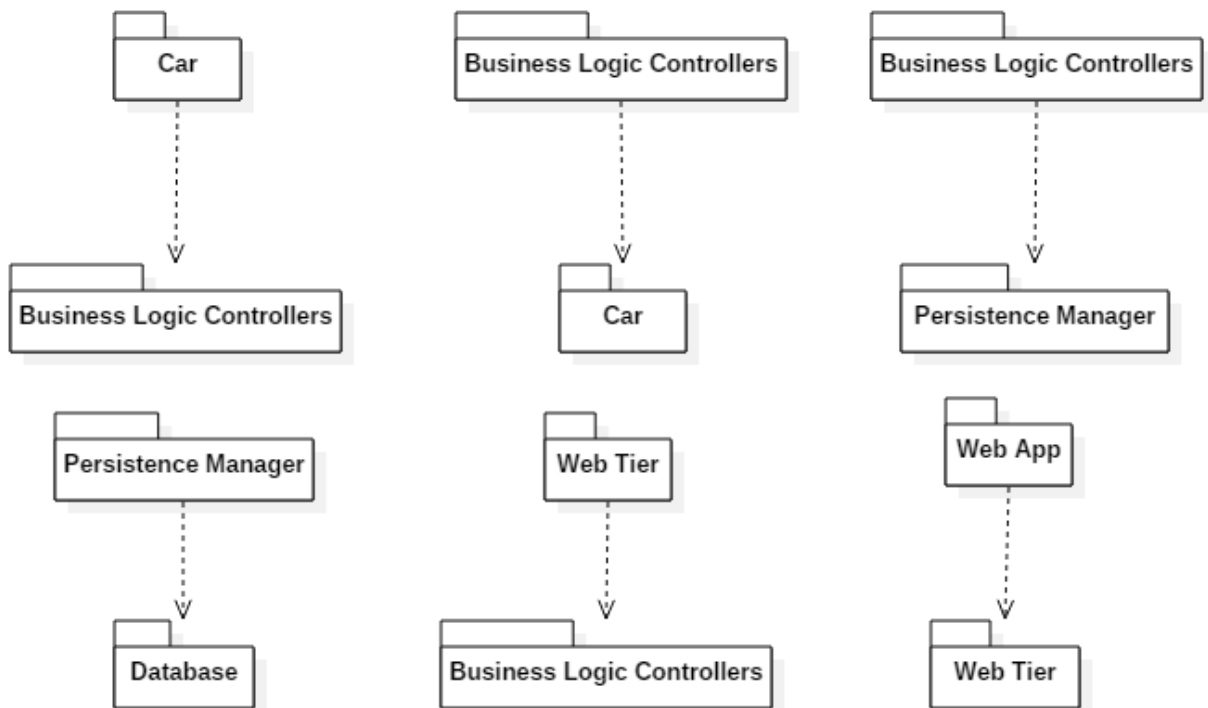 Car
Business Logic Controllers
Business Logic Controllers
Business Logic Controllers
Car
Persistence Manager
Persistence Manager
Web Tier
Web App
Database
Business Logic Controllers
Web Tier